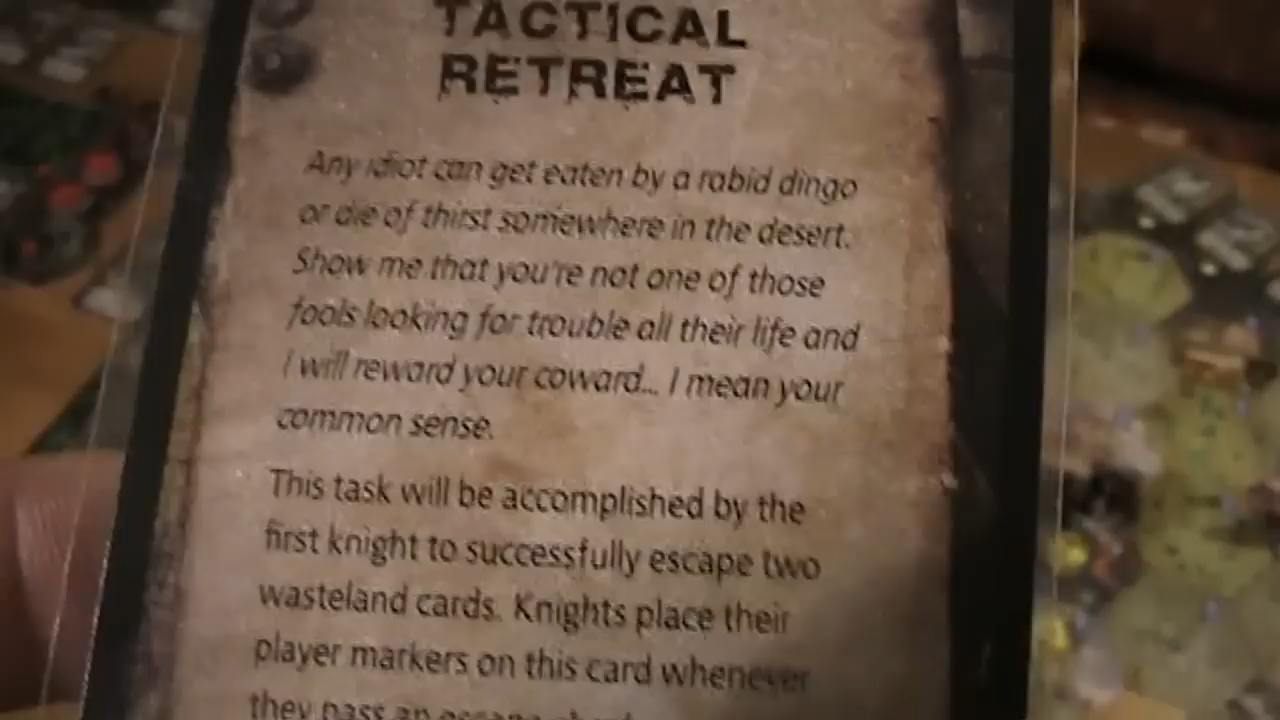 TACTICAL
RETREAT
Any idiot can get eaten by a rabid dingo
or die of thirst somewhere in the desert.
Show me that you're not one of those
fools looking for trouble all their life and
I will reward your coward... I mean your
common sense.
This task will be accomplished by the
first knight to successfully escape two
wasteland cards. Knights place their
player markers on this card whenever
they pass an escape